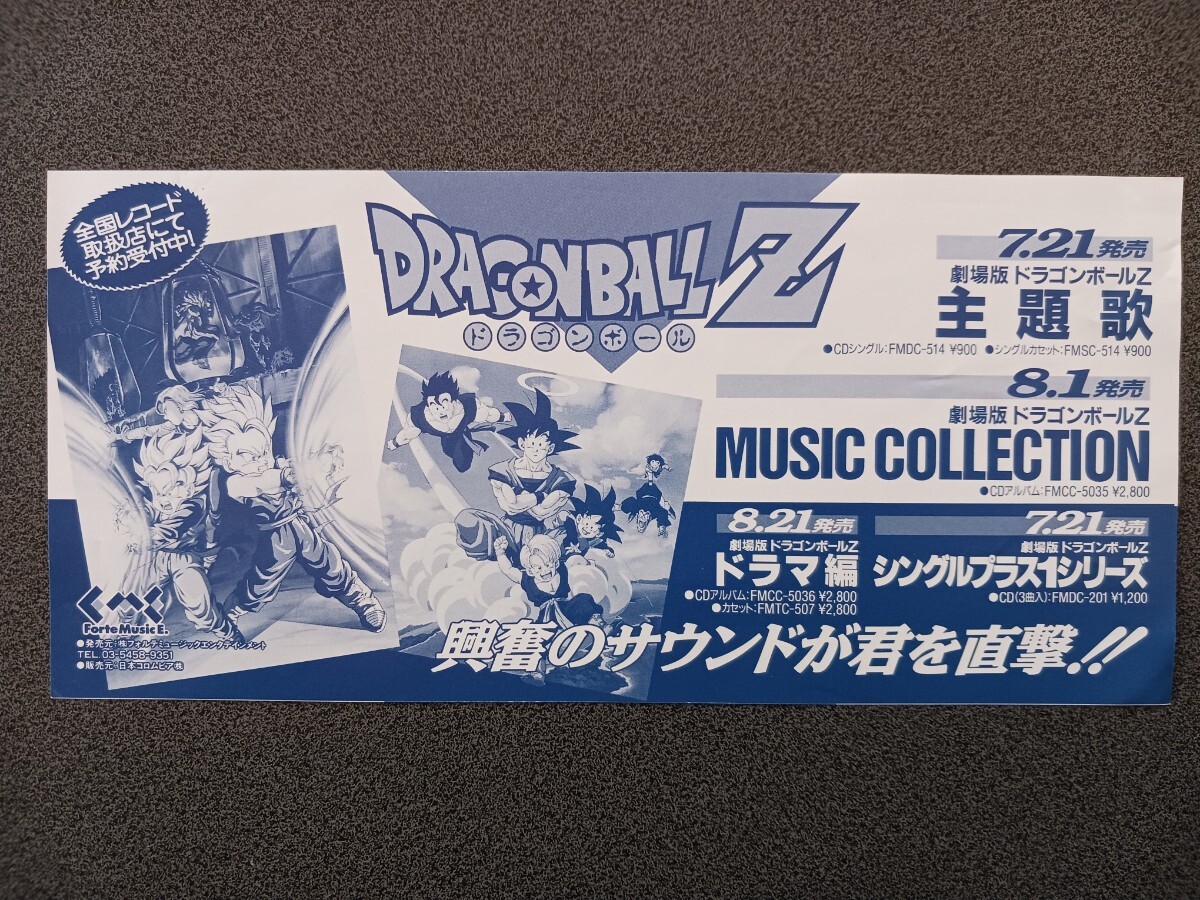 全国レコード
取扱店にて
予約受付中!
DRAGONBALL Z
ドラゴンボール
7.21発売
劇場版 ドラゴンボールZ
主題歌
●CDシングル:FMDC-514 ¥900 ●シングルカセット:FMSC-514 ¥900
8.1発売
劇場版 ドラゴンボールZ
MUSIC COLLECTION
●CDアルバム:FMCC-5035 ¥2,800
8.21発売
劇場版 ドラゴンボールZ
ドラマ編
●CDアルバム:FMCC-5036 ¥2,800
●カセット:FMTC-507 ¥2,800
7.21発売
劇場版 ドラゴンボールZ
シングルプラス1シリーズ
●CD(3曲入):FMDC-201 ¥1,200
興奮のサウンドが君を直撃!!
Forte Music E.
●発売元:(株)フォルテミュージックエンタテインメント
TEL.03-5458-9351
●販売元:日本コロムビア(株)